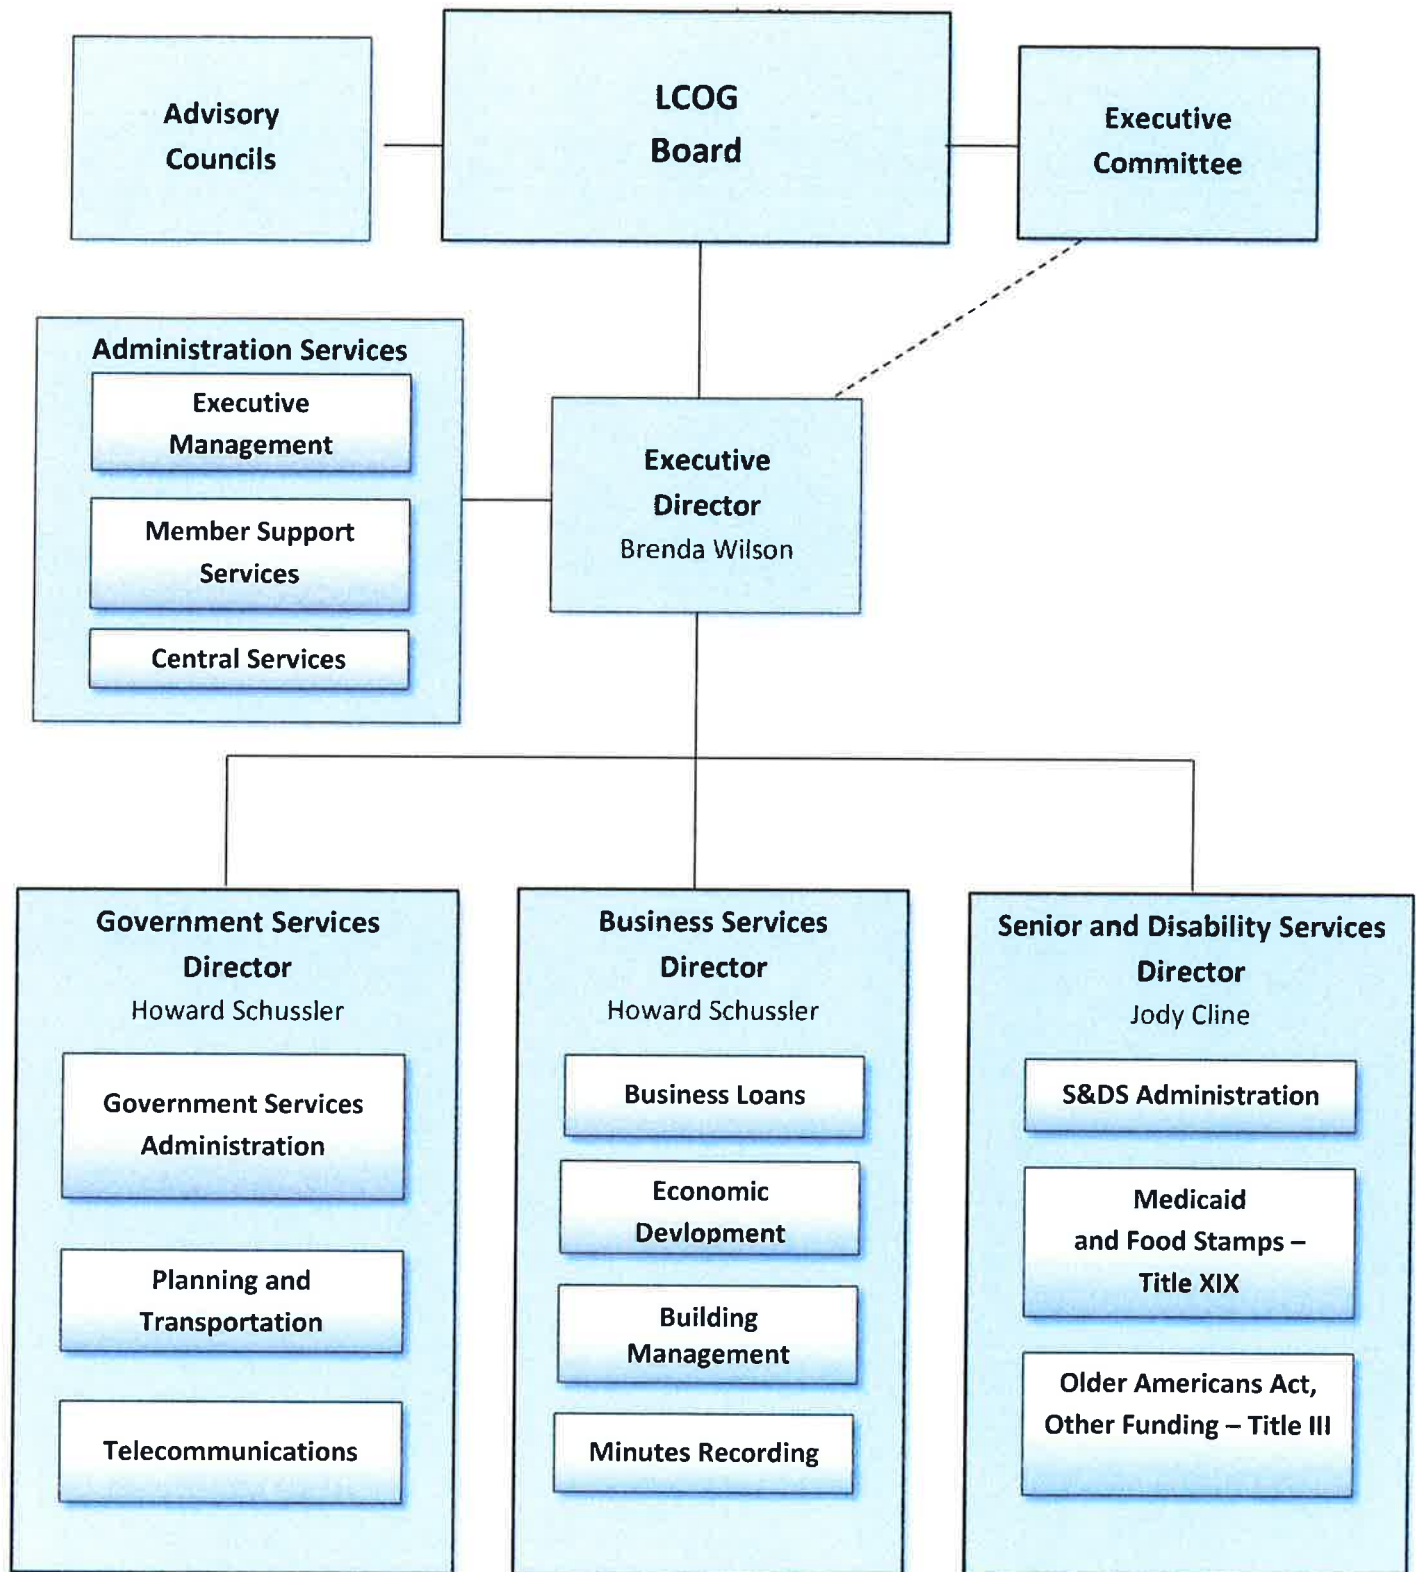 Advisory
Councils
LCOG
Board
Executive
Committee
Administration Services
Executive
Management
Member Support
Services
Central Services
Executive
Director
Brenda Wilson
Government Services
Director
Howard Schussler
Government Services
Administration
Planning and
Transportation
Telecommunications
Business Services
Director
Howard Schussler
Business Loans
Economic
Devlopment
Building
Management
Minutes Recording
Senior and Disability Services
Director
Jody Cline
S&DS Administration
Medicaid
and Food Stamps –
Title XIX
Older Americans Act,
Other Funding – Title III